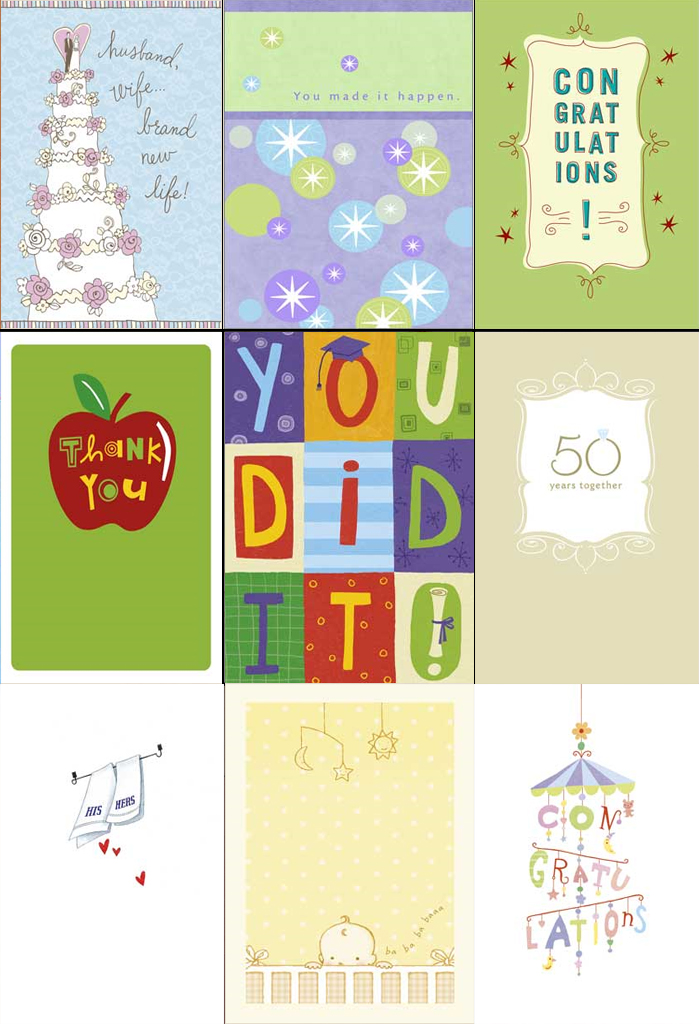 husband,
wife...
brand
new
life!
You made it happen.
CON
GRAT
ULAT
IONS
!
ThaNk
You
YOU
DiD
IT!
50
years together
HIS HERS
ba ba ba baaa
CON
GRATU
LATIONS